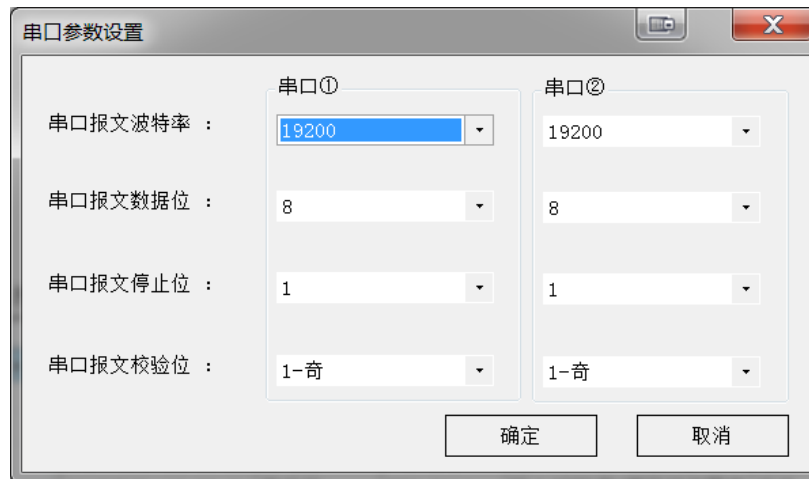 串口参数设置
串口① 串口②
串口报文波特率 : 19200 19200
串口报文数据位 : 8 8
串口报文停止位 : 1 1
串口报文校验位 : 1-奇 1-奇
确定 取消